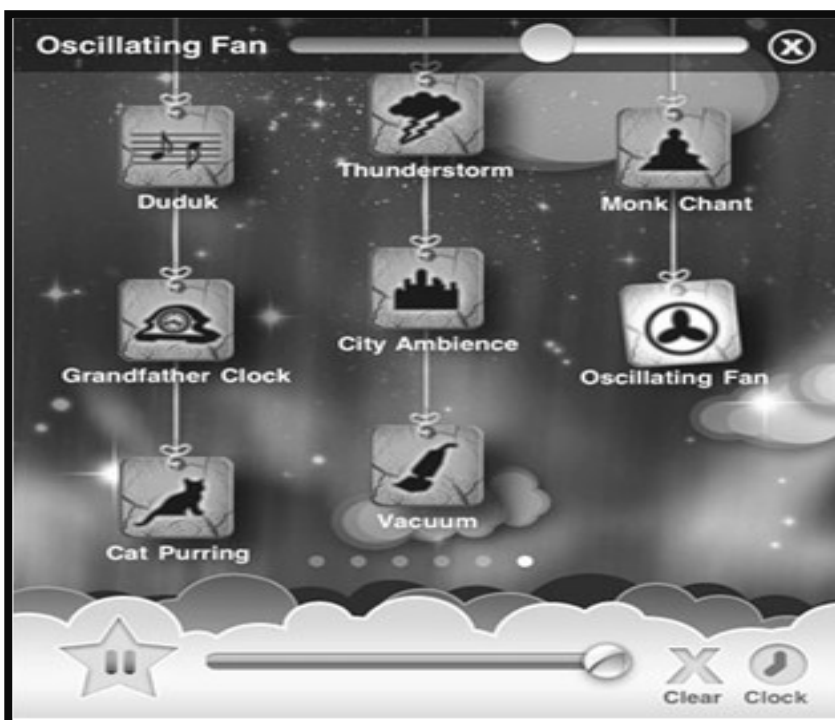 Oscillating Fan
Thunderstorm
Duduk
Monk Chant
City Ambience
Grandfather Clock
Oscillating Fan
Vacuum
Cat Purring
Clear
Clock